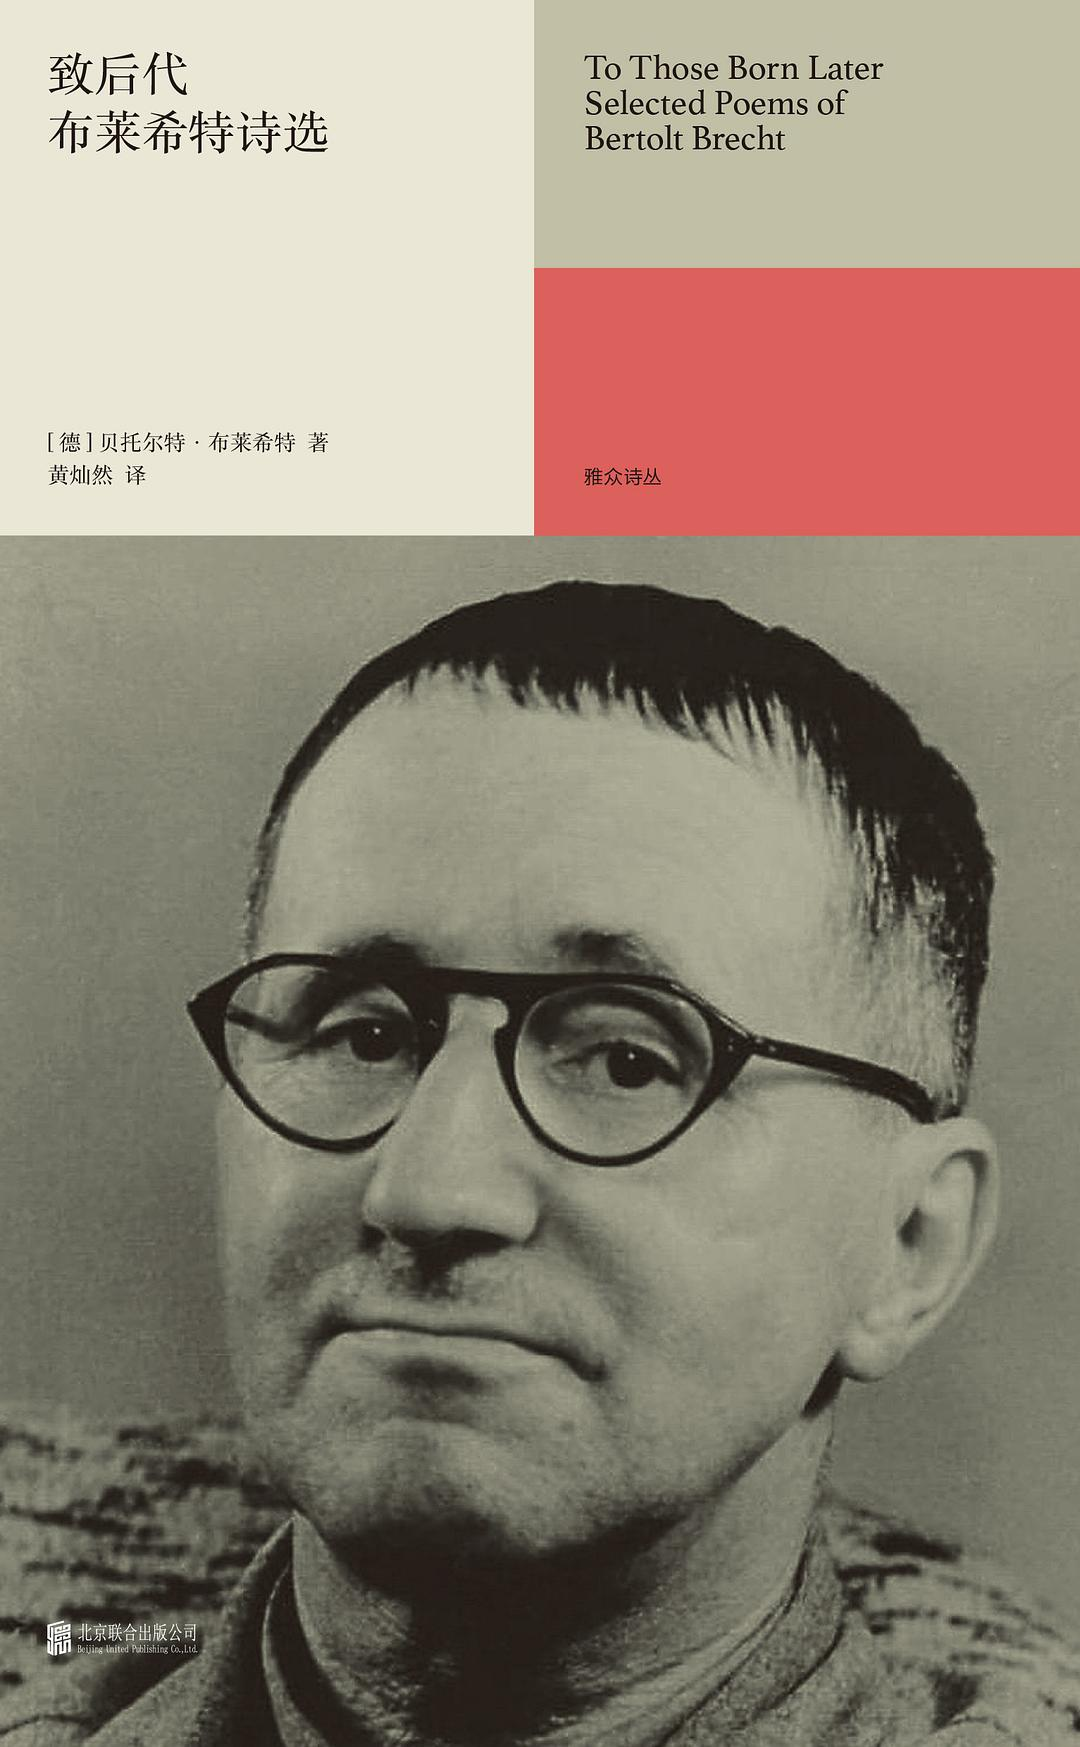 致后代
布莱希特诗选
To Those Born Later
Selected Poems of
Bertolt Brecht
[ 德 ] 贝托尔特 · 布莱希特 著
黄灿然 译
雅众诗丛
北京联合出版公司
Beijing United Publishing Co.,Ltd.